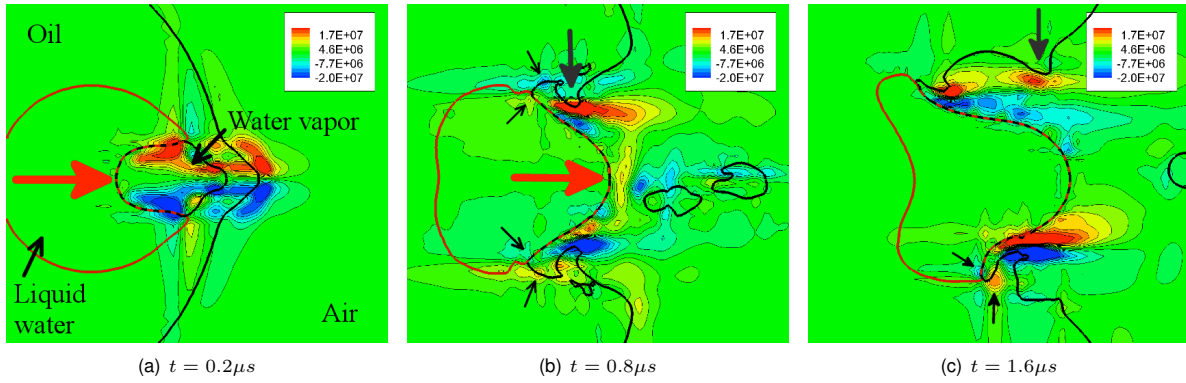 Oil
1.7E+07
4.6E+06
-7.7E+06
-2.0E+07
Water vapor
Liquid
water
Air
(a) t = 0.2μs
1.7E+07
4.6E+06
-7.7E+06
-2.0E+07
(b) t = 0.8μs
1.7E+07
4.6E+06
-7.7E+06
-2.0E+07
(c) t = 1.6μs